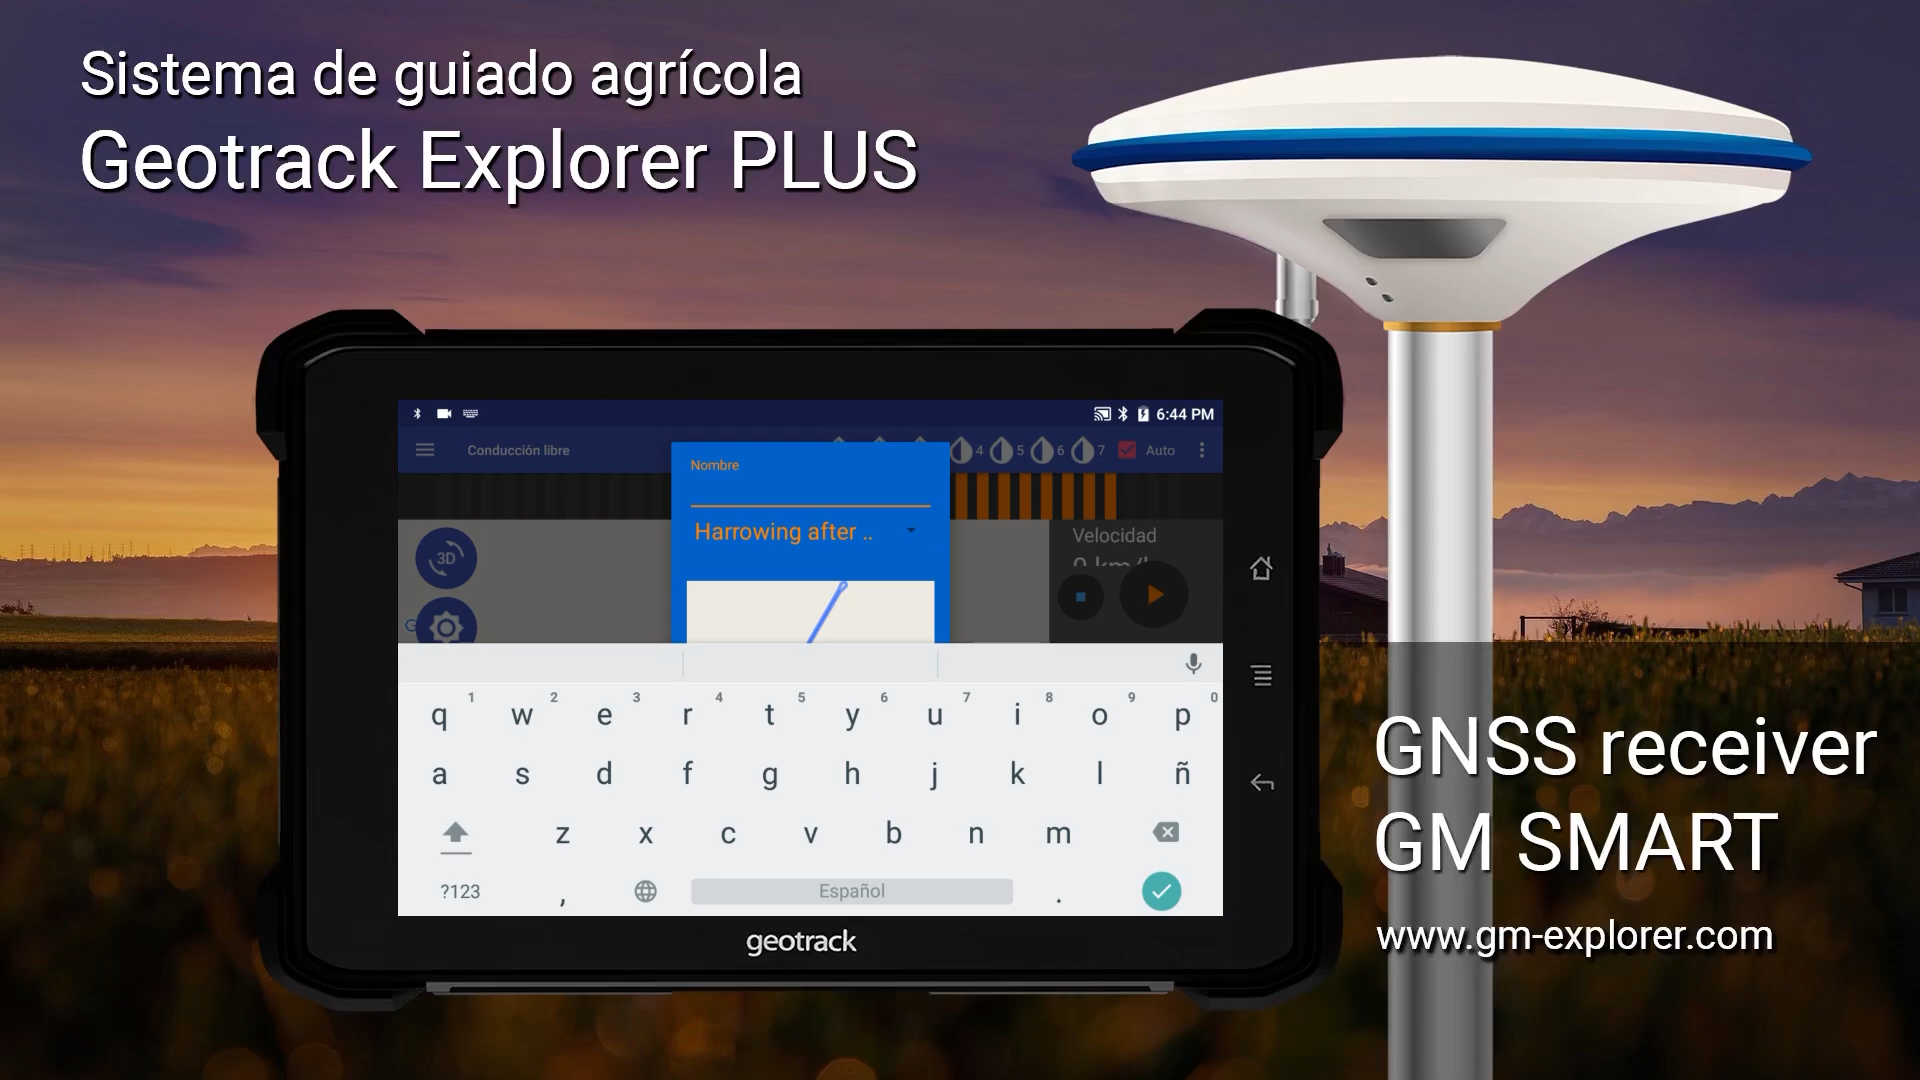 Sistema de guiado agrícola
Geotrack Explorer PLUS
6:44 PM
Conducción libre
4 5 6 7 Auto
Nombre
Harrowing after ..
Velocidad
3D
G
1 2 3 4 5 6 7 8 9 0
q w e r t y u i o p
a s d f g h j k l ñ
z x c v b n m
?123 , Español .
geotrack
GNSS receiver
GM SMART
www.gm-explorer.com